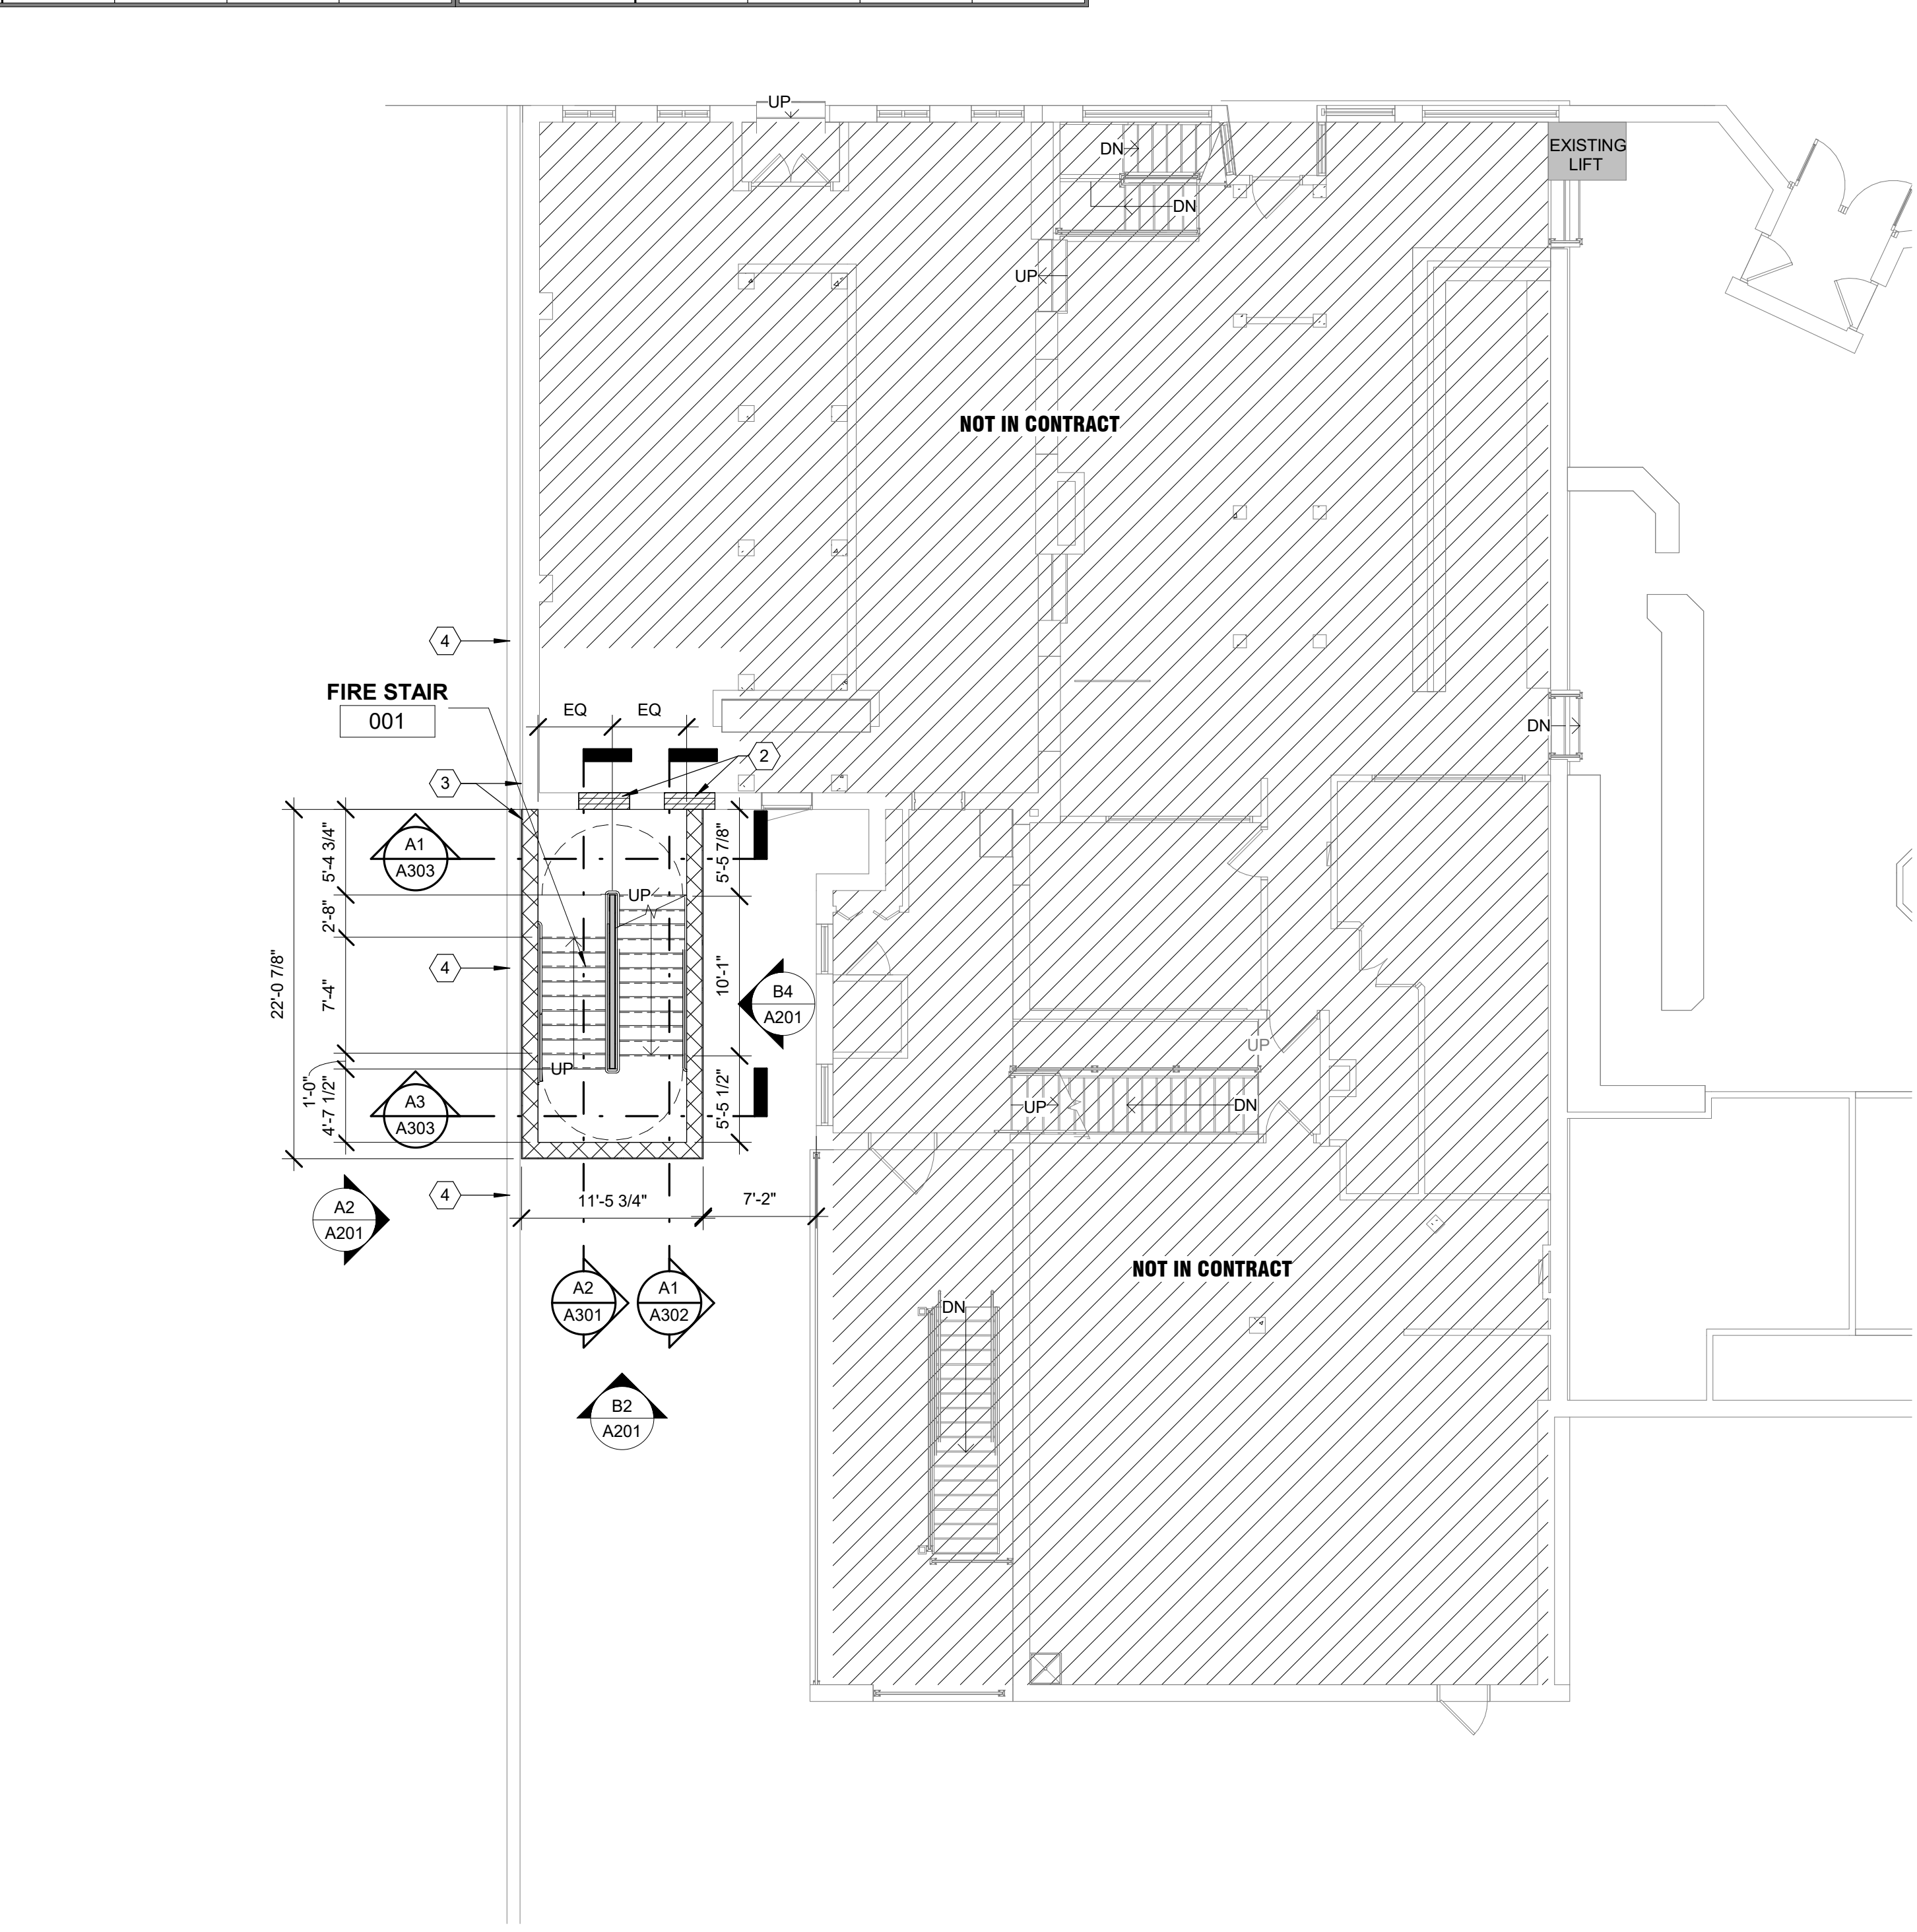 UP
DN
EXISTING
LIFT
DN
UP
NOT IN CONTRACT
4
FIRE STAIR
001
EQ
EQ
DN
2
3
A1
A303
5'-4 3/4"
5'-5 7/8"
UP
2'-8"
4
22'-0 7/8"
7'-4"
10'-1"
B4
A201
UP
UP
1'-0"
4'-7 1/2"
A3
A303
5'-5 1/2"
UP
DN
4
A2
A201
11'-5 3/4"
7'-2"
A2
A301
A1
A302
NOT IN CONTRACT
DN
B2
A201